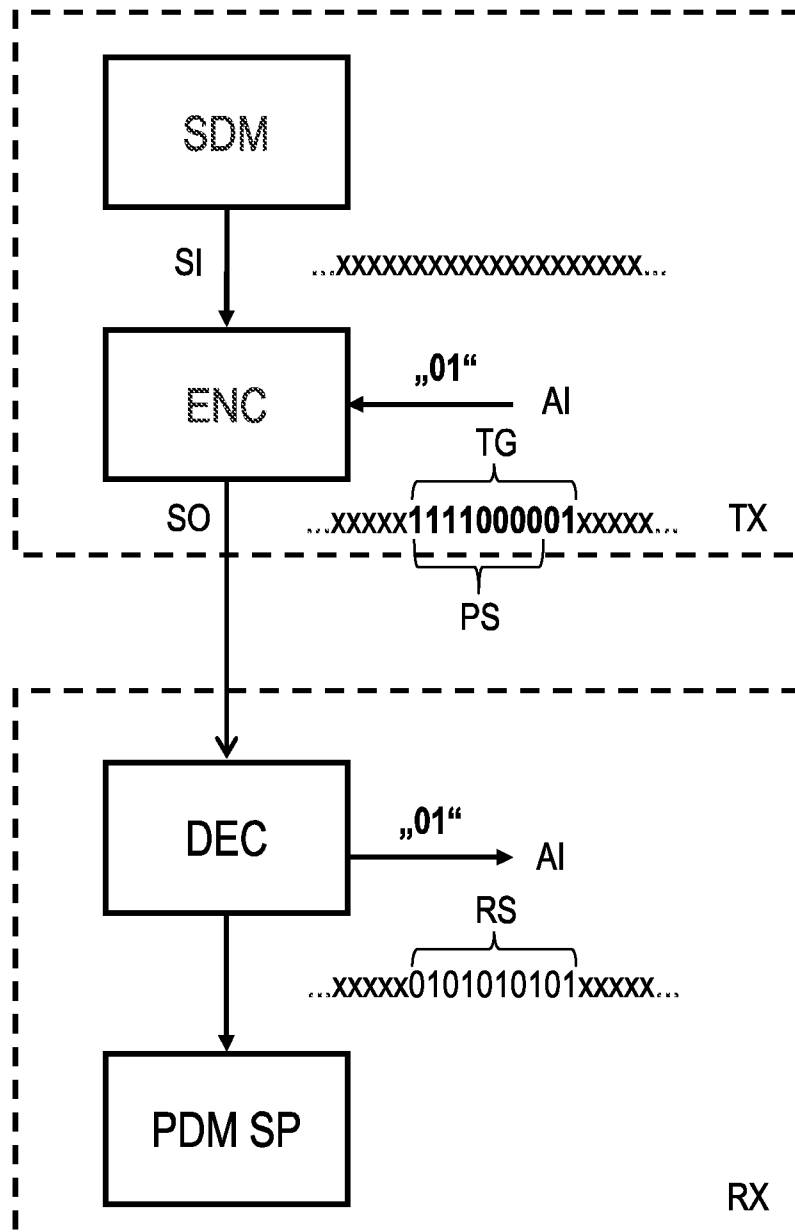 SDM
SI ...xxxxxxxxxxxxxxxxxxxx...
„01“
ENC AI
TG
SO ...xxxxx1111000001xxxxx... TX
PS
„01“
DEC AI
RS
...xxxxx0101010101xxxxx...
PDM SP
RX